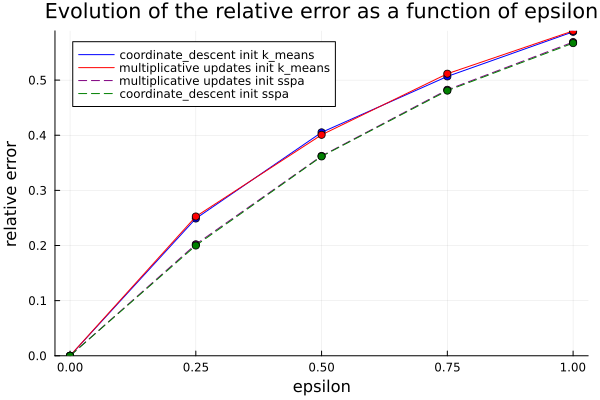 Evolution of the relative error as a function of epsilon
coordinate_descent init k_means
multiplicative updates init k_means
multiplicative updates init sspa
coordinate_descent init sspa
relative error
0.5
0.4
0.3
0.2
0.1
0.0
0.00 0.25 0.50 0.75 1.00
epsilon